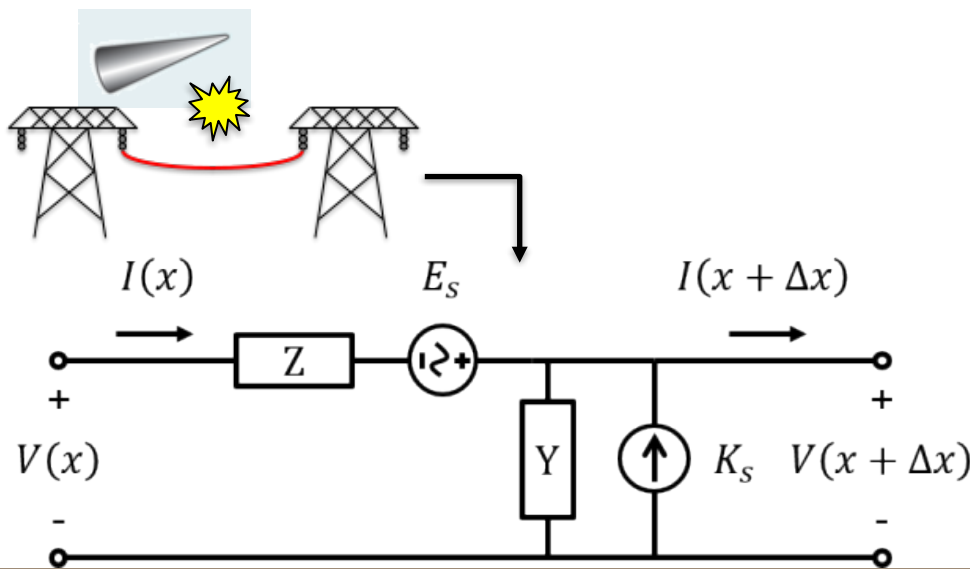 I(x)
E_s
I(x + Δx)
Z
+
+
V(x)
Y
K_s
V(x + Δx)
-
-